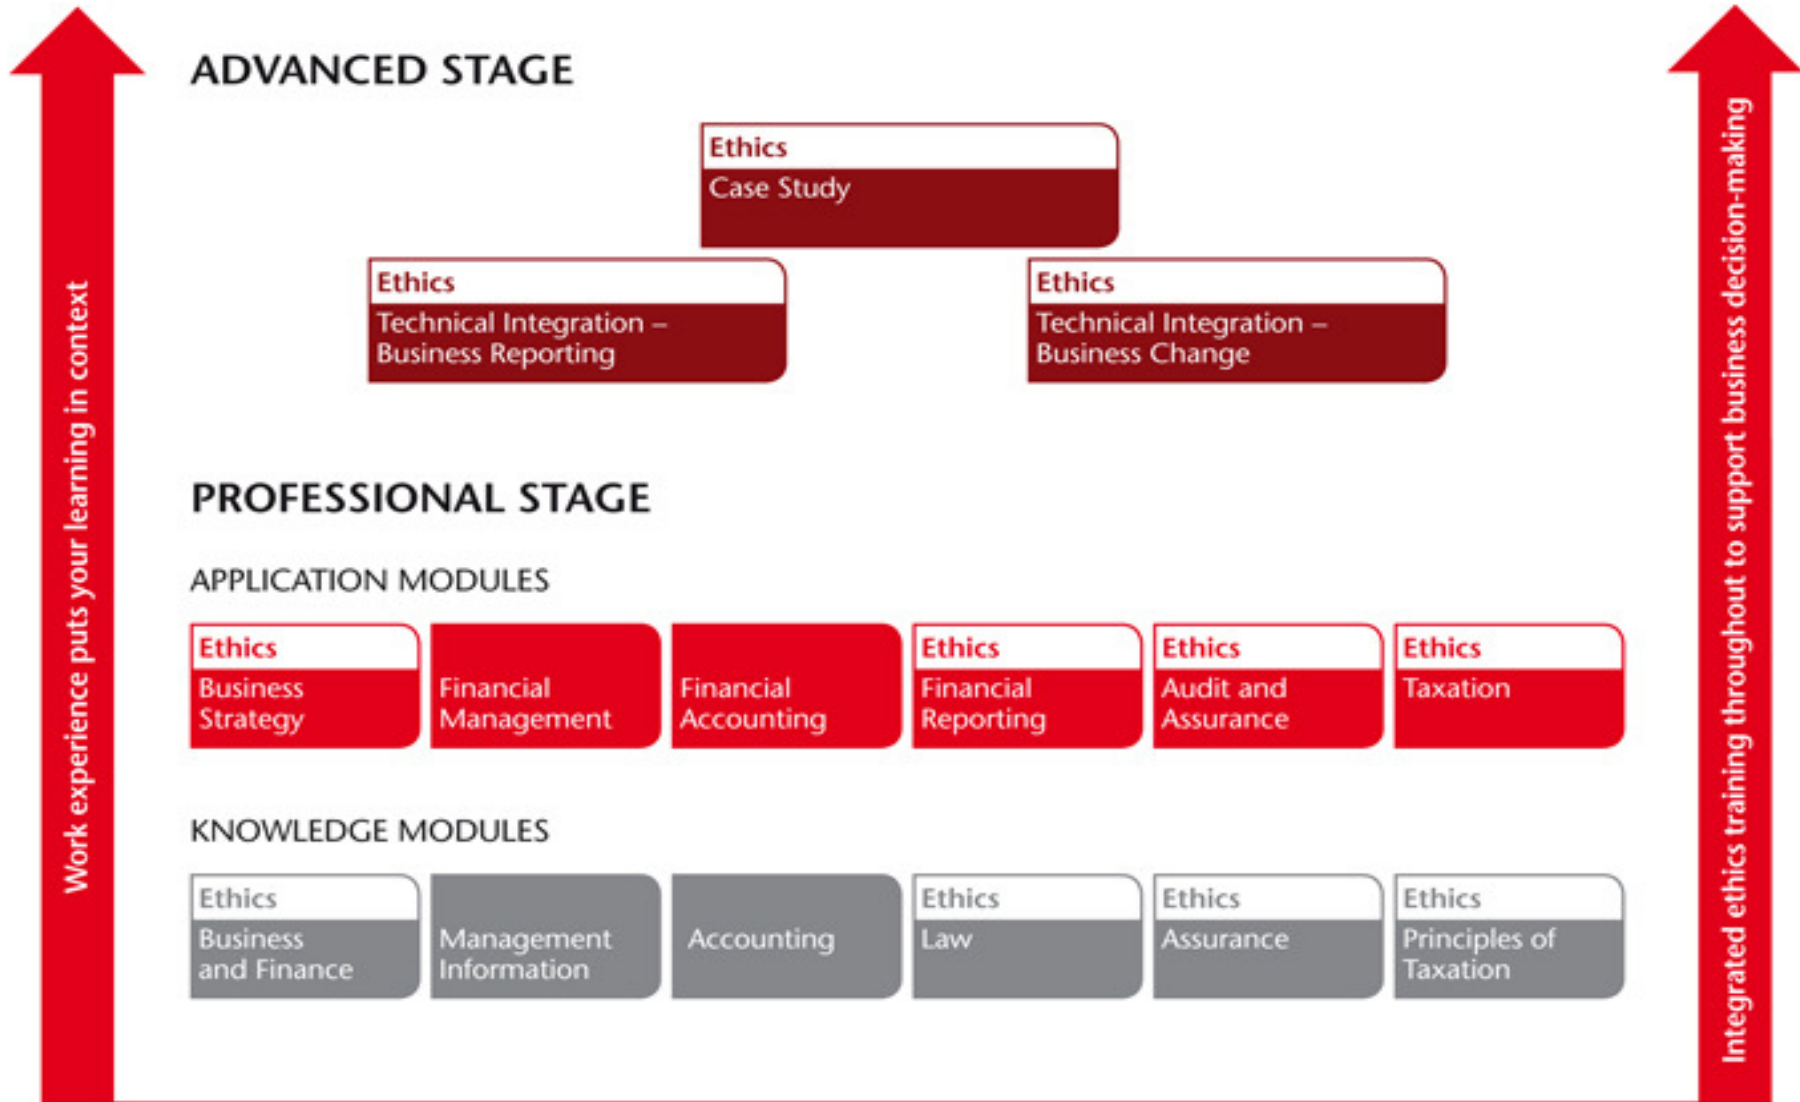 ADVANCED STAGE
Ethics
Case Study
Ethics
Technical Integration –
Business Reporting
Ethics
Technical Integration –
Business Change
PROFESSIONAL STAGE
APPLICATION MODULES
Ethics
Business
Strategy
Financial
Management
Financial
Accounting
Ethics
Financial
Reporting
Ethics
Audit and
Assurance
Ethics
Taxation
KNOWLEDGE MODULES
Ethics
Business
and Finance
Management
Information
Accounting
Ethics
Law
Ethics
Assurance
Ethics
Principles of
Taxation
Work experience puts your learning in context
Integrated ethics training throughout to support business decision-making